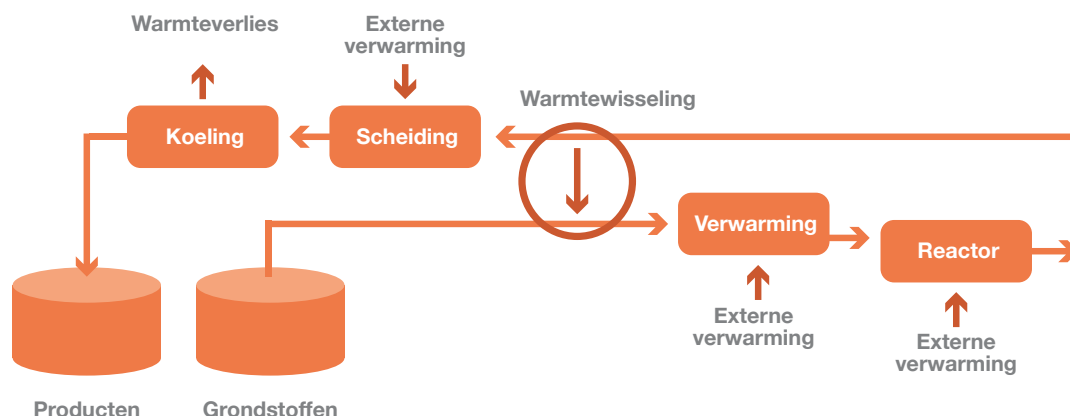 Warmteverlies
Externe
verwarming
Warmtewisseling
Koeling
Scheiding
Verwarming
Reactor
Externe
verwarming
Externe
verwarming
Producten
Grondstoffen